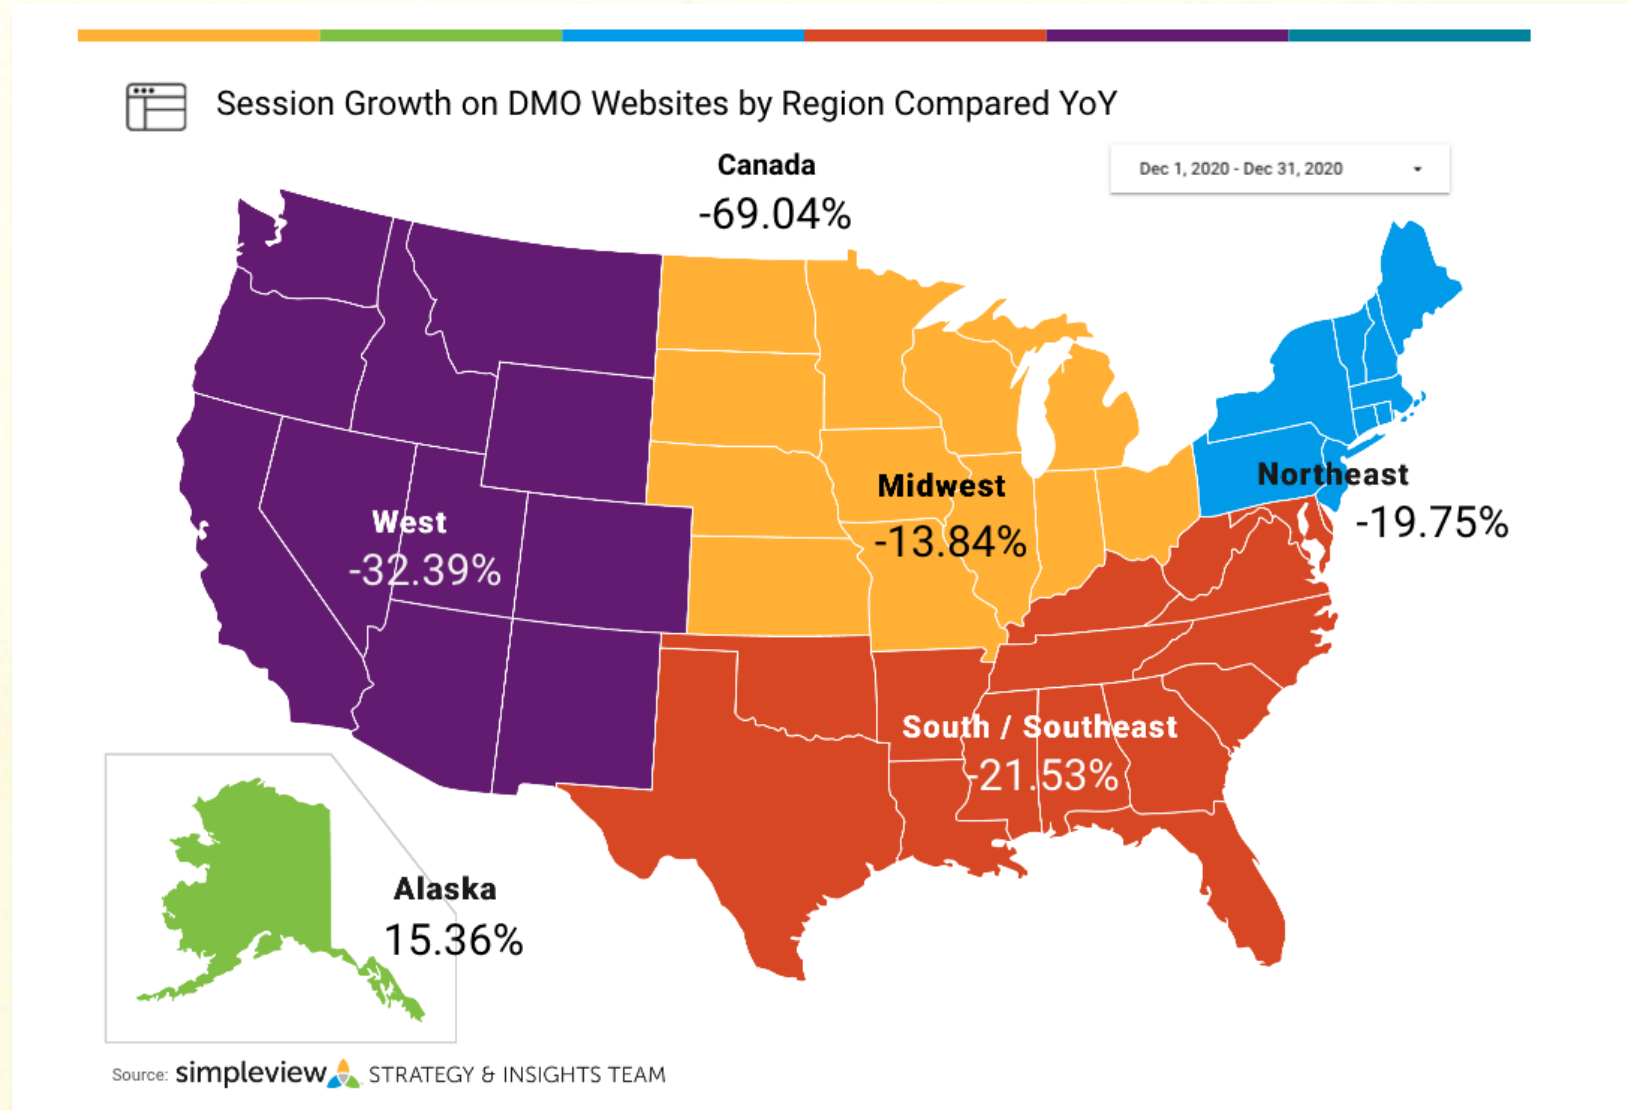 Session Growth on DMO Websites by Region Compared YoY
Canada
-69.04%
Dec 1, 2020 - Dec 31, 2020
Midwest
-13.84%
Northeast
-19.75%
West
-32.39%
South / Southeast
-21.53%
Alaska
15.36%
Source: simpleview STRATEGY & INSIGHTS TEAM